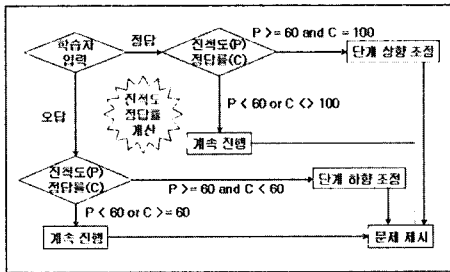 P >= 60 and C = 100
학습자
입력
정답
진척도(P)
정답률(C)
단계 상향 조정
진척도
정답률
계산
P < 60 or C <> 100
오답
계속 진행
진척도(P)
정답률(C)
P >= 60 and C < 60
단계 하향 조정
P < 60 or C >= 60
계속 진행
문제 제시